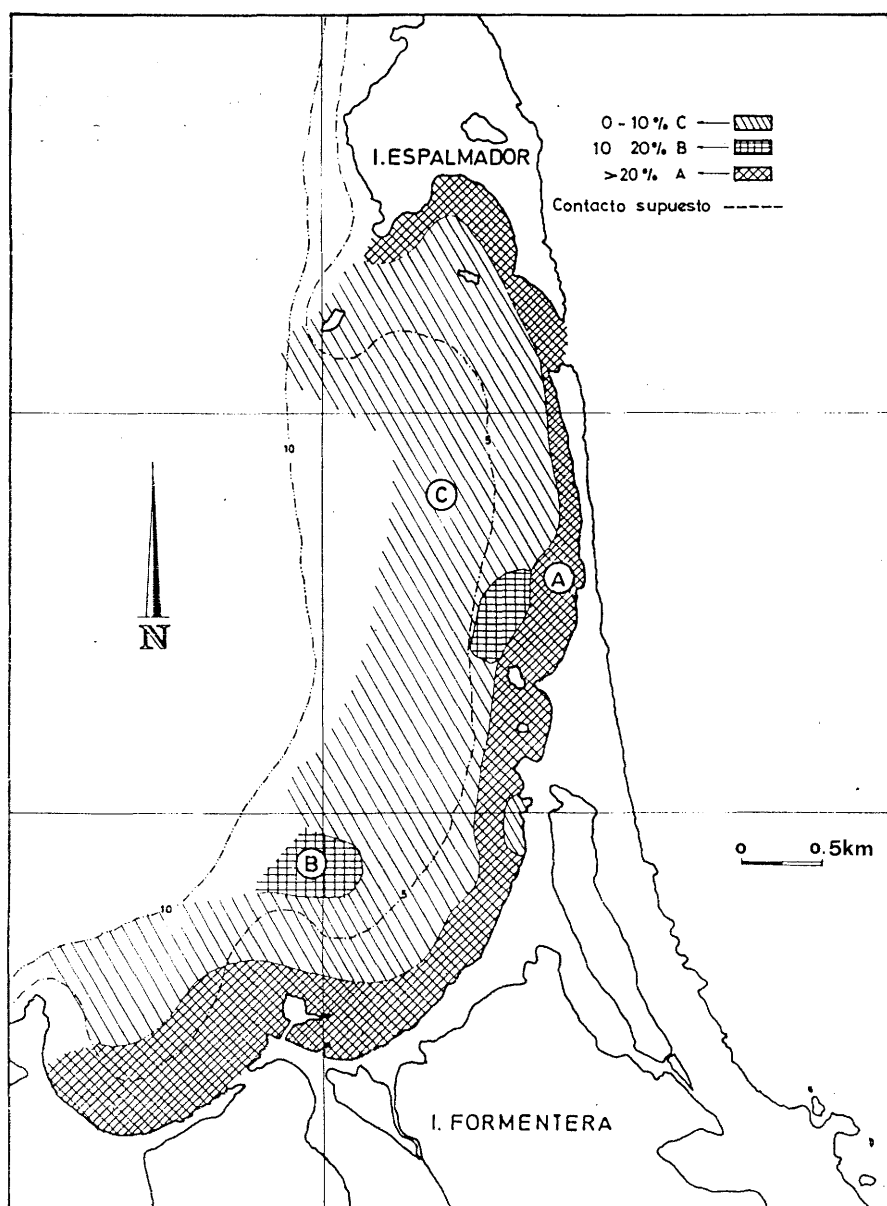 0-10% C
10 20% B
>20% A
Contacto supuesto
I. ESPALMADOR
5
10
C
A
N
0 0.5km
B
5
10
I. FORMENTERA